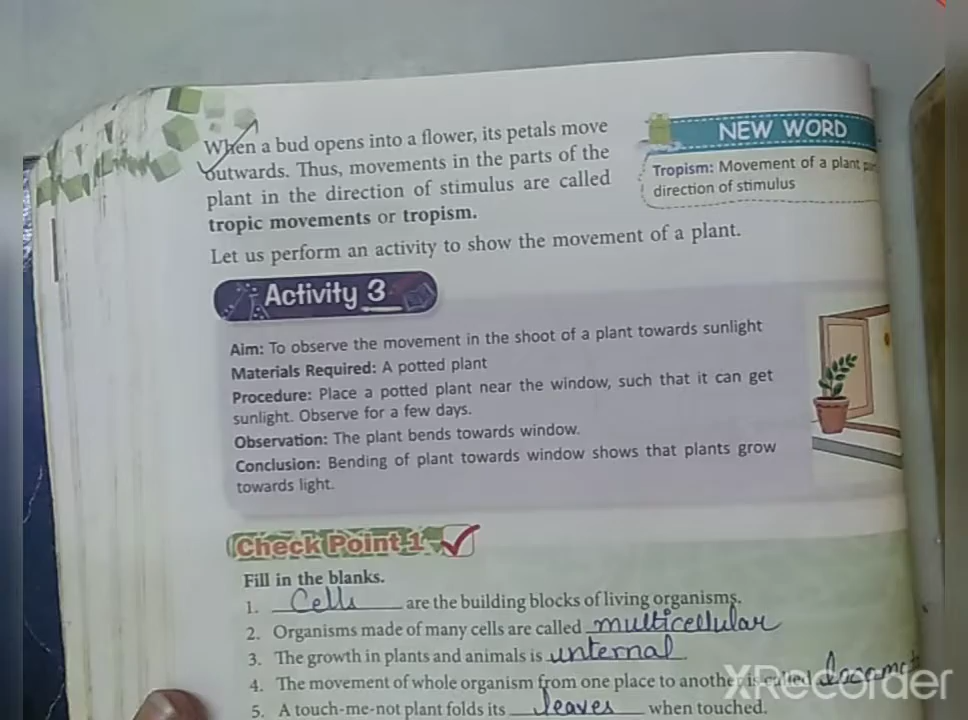 When a bud opens into a flower, its petals move
outwards. Thus, movements in the parts of the
plant in the direction of stimulus are called
tropic movements or tropism.
NEW WORD
Tropism: Movement of a plant
direction of stimulus
Let us perform an activity to show the movement of a plant.
Activity 3
Aim: To observe the movement in the shoot of a plant towards sunlight
Materials Required: A potted plant
Procedure: Place a potted plant near the window, such that it can get
sunlight. Observe for a few days.
Observation: The plant bends towards window.
Conclusion: Bending of plant towards window shows that plants grow
towards light.
Check Point 1
Fill in the blanks.
1. Cells are the building blocks of living organisms.
2. Organisms made of many cells are called multicellular
3. The growth in plants and animals is internal.
4. The movement of whole organism from one place to another is called
5. A touch-me-not plant folds its leaves when touched.
XRecorder